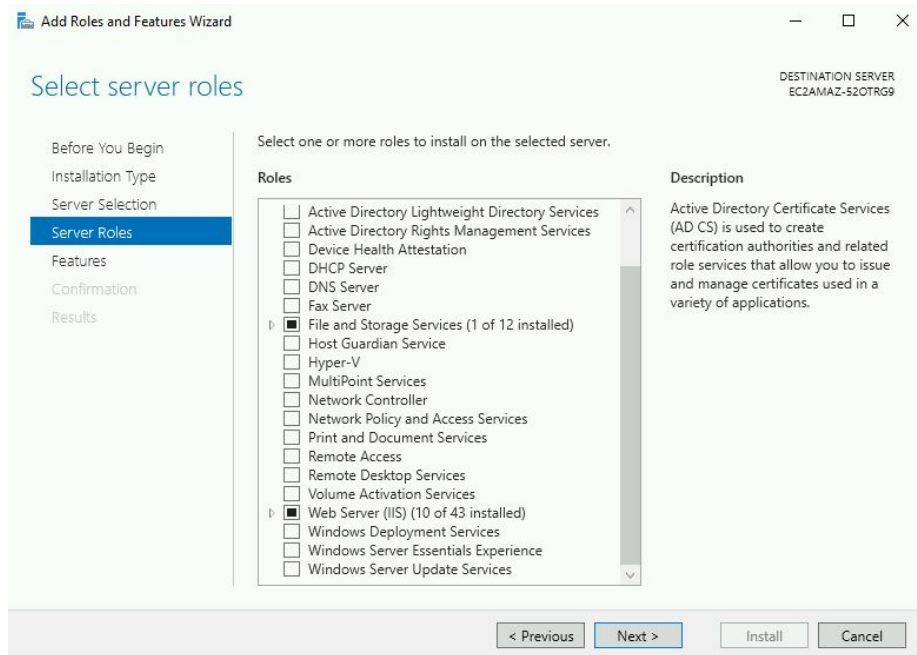 Add Roles and Features Wizard
Select server roles
DESTINATION SERVER
EC2AMAZ-52OTRG9
Before You Begin
Installation Type
Server Selection
Server Roles
Features
Confirmation
Results
Select one or more roles to install on the selected server.
Roles
Active Directory Lightweight Directory Services
Active Directory Rights Management Services
Device Health Attestation
DHCP Server
DNS Server
Fax Server
File and Storage Services (1 of 12 installed)
Host Guardian Service
Hyper-V
MultiPoint Services
Network Controller
Network Policy and Access Services
Print and Document Services
Remote Access
Remote Desktop Services
Volume Activation Services
Web Server (IIS) (10 of 43 installed)
Windows Deployment Services
Windows Server Essentials Experience
Windows Server Update Services
Description
Active Directory Certificate Services
(AD CS) is used to create
certification authorities and related
role services that allow you to issue
and manage certificates used in a
variety of applications.
< Previous
Next >
Install
Cancel